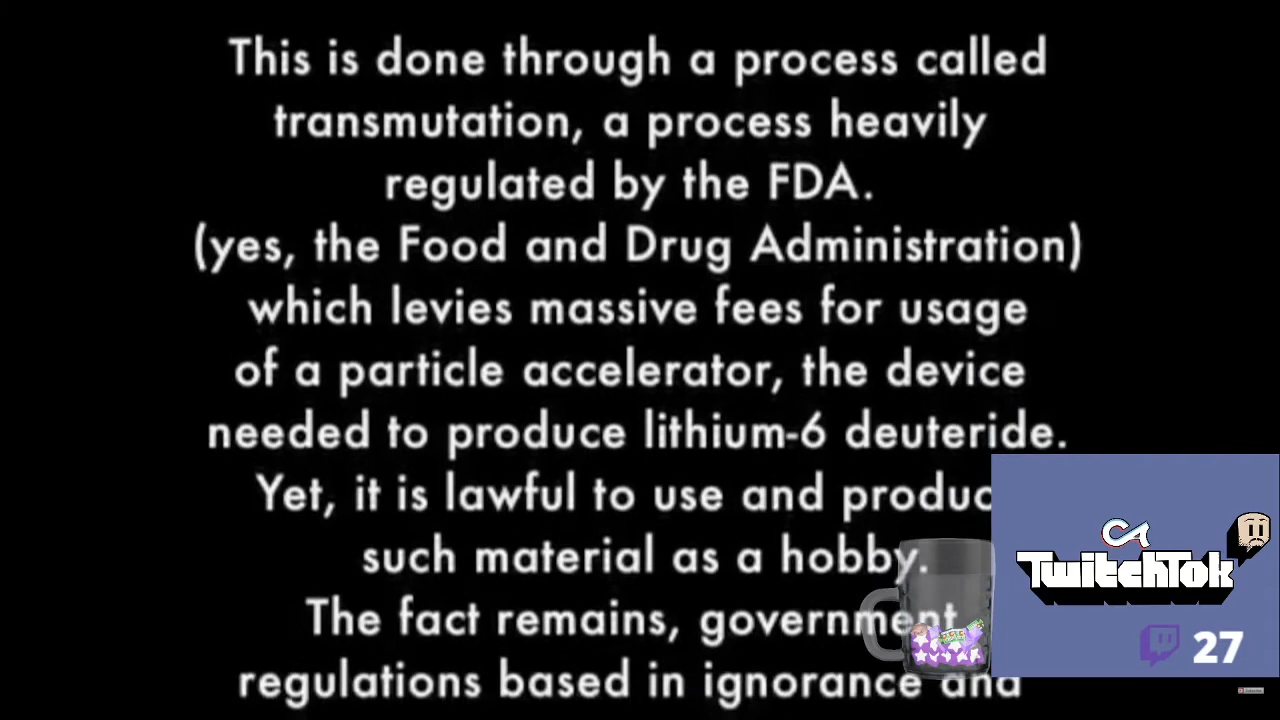 This is done through a process called
transmutation, a process heavily
regulated by the FDA.
(yes, the Food and Drug Administration)
which levies massive fees for usage
of a particle accelerator, the device
needed to produce lithium-6 deuteride.
Yet, it is lawful to use and produc
such material as a hobby.
The fact remains, government
regulations based in ignorance and
TwitchTok
27